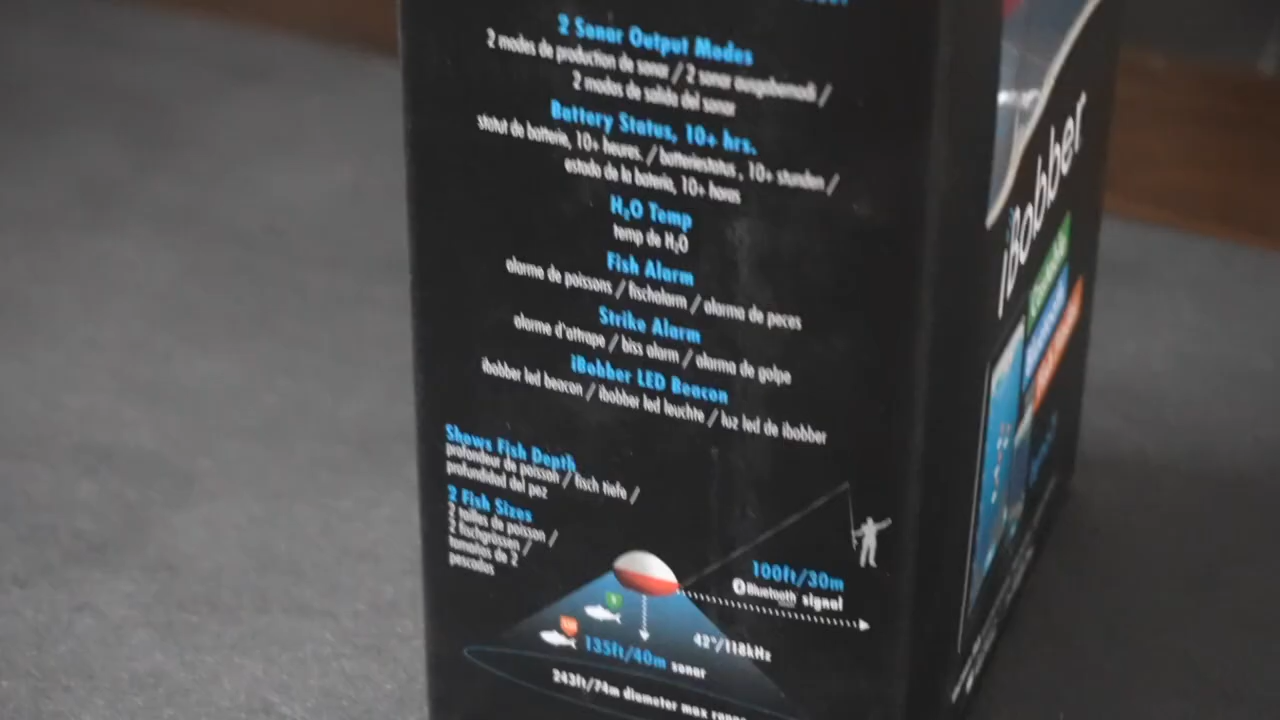 2 Sonar Output Modes
2 modes de production de sonar / 2 sonar ausgabemodi /
2 modos de salida del sonar
Battery Status, 10+ hrs.
statut de batterie, 10+ heures. / batteriestatus , 10+ stunden /
estado de la bateria, 10+ horas
H₂O Temp
temp de H₂O
Fish Alarm
alarme de poissons / fischalarm / alarma de peces
Strike Alarm
alarme d'attrape / biss alarm / alarma de golpe
iBobber LED Beacon
ibobber led beacon / ibobber led leuchte / luz led de ibobber
Shows Fish Depth
profondeur de poisson / fisch tiefe /
profundidad del pez
2 Fish Sizes
2 tailles de poisson /
2 fischgrössen /
tamaños de 2
pescados
100ft/30m
Bluetooth signal
42°/118kHz
135ft/40m sonar
243ft/74m diameter max range
iBobber